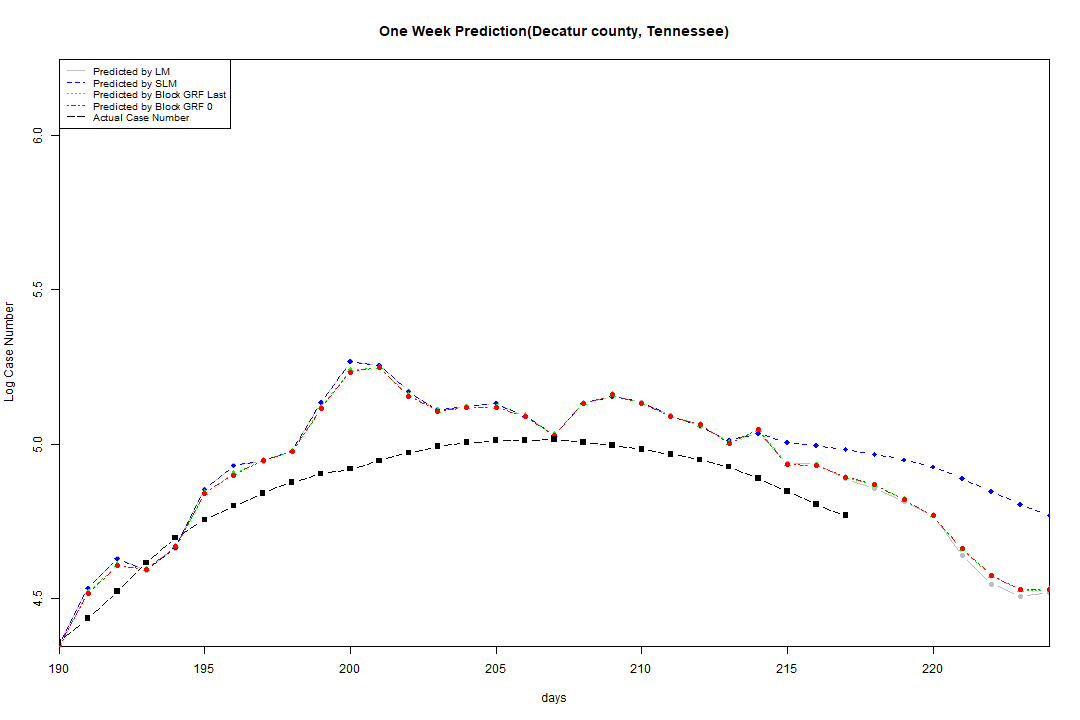 One Week Prediction(Decatur county, Tennessee)
Predicted by LM
Predicted by SLM
Predicted by Block GRF Last
Predicted by Block GRF 0
Actual Case Number
6.0
5.5
5.0
4.5
Log Case Number
190 195 200 205 210 215 220
days